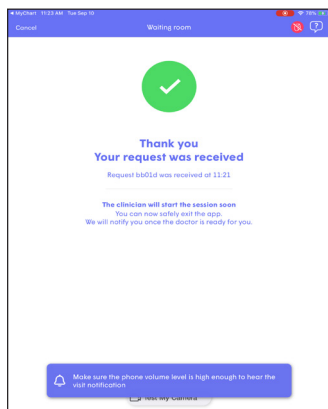 MyChart 11:23 AM Tue Sep 10 78%
Cancel Waiting room
Thank you
Your request was received
Request bb01d was received at 11:21
The clinician will start the session soon
You can now safely exit the app.
We will notify you once the doctor is ready for you.
Make sure the phone volume level is high enough to hear the
visit notification
Test My Camera